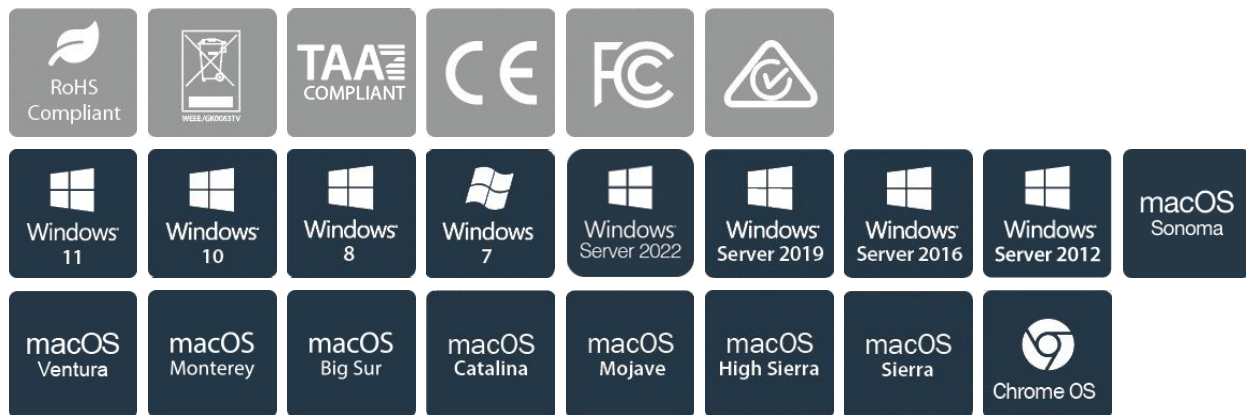 RoHS
Compliant
WEEE/GK0063TV
TAA
COMPLIANT
CE
FC
Windows
11
Windows
10
Windows
8
Windows
7
Windows
Server 2022
Windows
Server 2019
Windows
Server 2016
Windows
Server 2012
macOS
Sonoma
macOS
Ventura
macOS
Monterey
macOS
Big Sur
macOS
Catalina
macOS
Mojave
macOS
High Sierra
macOS
Sierra
Chrome OS